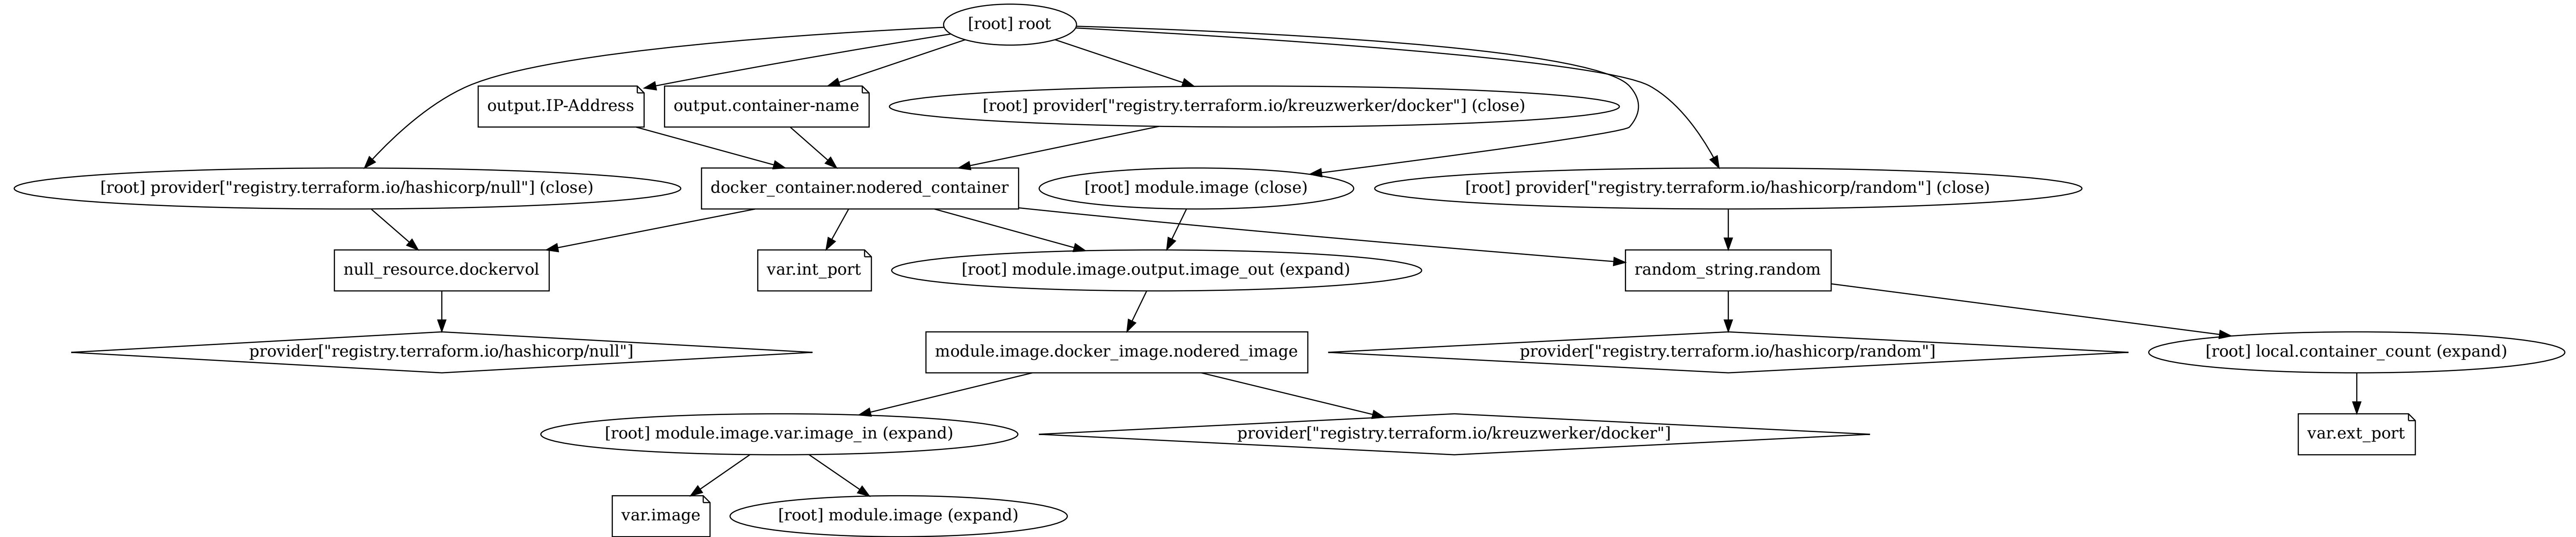 [root] root
output.IP-Address
output.container-name
[root] provider["registry.terraform.io/kreuzwerker/docker"] (close)
[root] provider["registry.terraform.io/hashicorp/null"] (close)
docker_container.nodered_container
[root] module.image (close)
[root] provider["registry.terraform.io/hashicorp/random"] (close)
null_resource.dockervol
var.int_port
[root] module.image.output.image_out (expand)
random_string.random
provider["registry.terraform.io/hashicorp/null"]
module.image.docker_image.nodered_image
provider["registry.terraform.io/hashicorp/random"]
[root] local.container_count (expand)
[root] module.image.var.image_in (expand)
provider["registry.terraform.io/kreuzwerker/docker"]
var.ext_port
var.image
[root] module.image (expand)